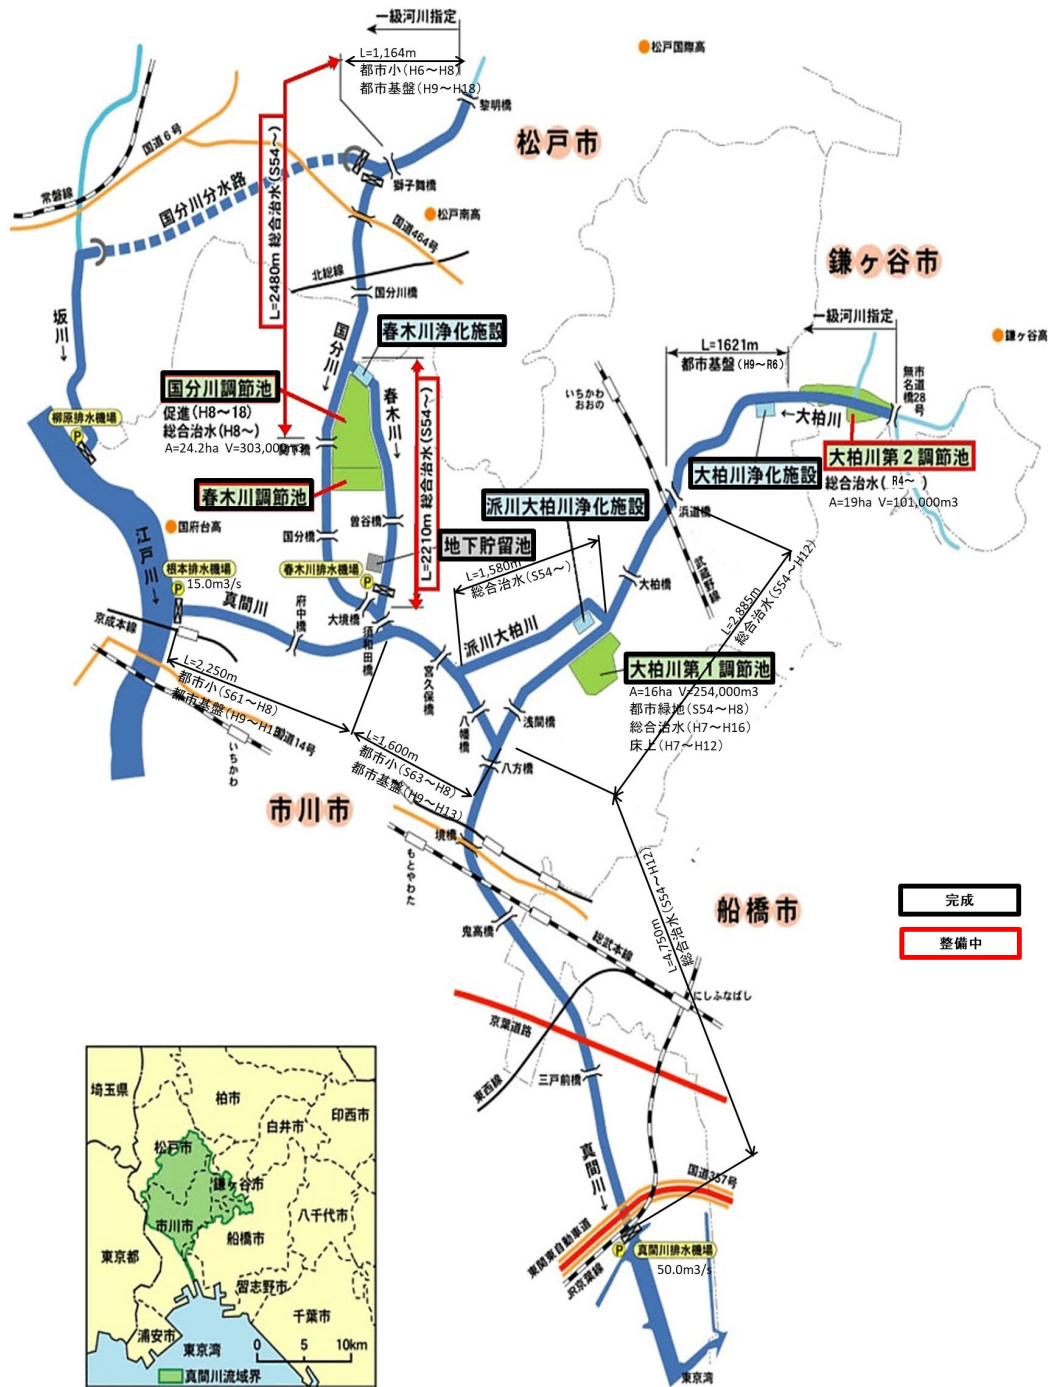 一級河川指定
L=1,164m
都市小(H6～H8)
都市基盤(H9～H18)
黎明橋
松戸国際高
松戸市
国道6号
常磐線
国分川分水路
獅子舞橋
松戸南高
国道464号
北総線
国分川橋
L=2480m 総合治水(S54～)
坂川→
国分川→
春木川浄化施設
鎌ヶ谷市
一級河川指定
鎌ヶ谷高
L=1621m
都市基盤(H9～R6)
市道28号
無名橋
←大柏川
いちかわおおの
国分川調節池
促進(H8～18)
総合治水(H8～)
A=24.2ha V=303,000m3
関下橋
春木川→
L=2210m 総合治水(S54～)
柳原排水機場
P
春木川調節池
曽谷橋
国分橋
地下貯留池
派川大柏川浄化施設
大柏川浄化施設
大柏川第2調節池
総合治水(R4～)
A=19ha V=101,000m3
浜道橋
武蔵野線
大柏橋
江戸川→
国府台高
根本排水機場
P
15.0m3/s
春木川排水機場
P
L=1,580m
総合治水(S54～)
L=2,885m
総合治水(S54～H12)
真間川
府中橋
大境橋
須和田橋
派川大柏川
京成本線
宮久保橋
大柏川第1調節池
A=16ha V=254,000m3
都市緑地(S54～H8)
総合治水(H7～H16)
床上(H7～H12)
L=2,250m
都市小(S61～H8)
国道14号
いちかわ
浅間橋
八幡橋
八方橋
L=1,600m
都市小(S63～H8)
都市基盤(H9～H13)
市川市
境橋
もとやわた
船橋市
L=4,750m
総合治水(S54～H12)
鬼高橋
総武本線
にしふなばし
京葉道路
東西線
三戸前橋
真間川→
国道357号
東関東自動車道
JR京葉線
P
真間川排水機場
50.0m3/s
東京湾
完成
整備中
埼玉県
柏市
印西市
白井市
松戸市
鎌ヶ谷市
市川市
船橋市
八千代市
東京都
習志野市
千葉市
浦安市
東京湾
0 5 10km
真間川流域界